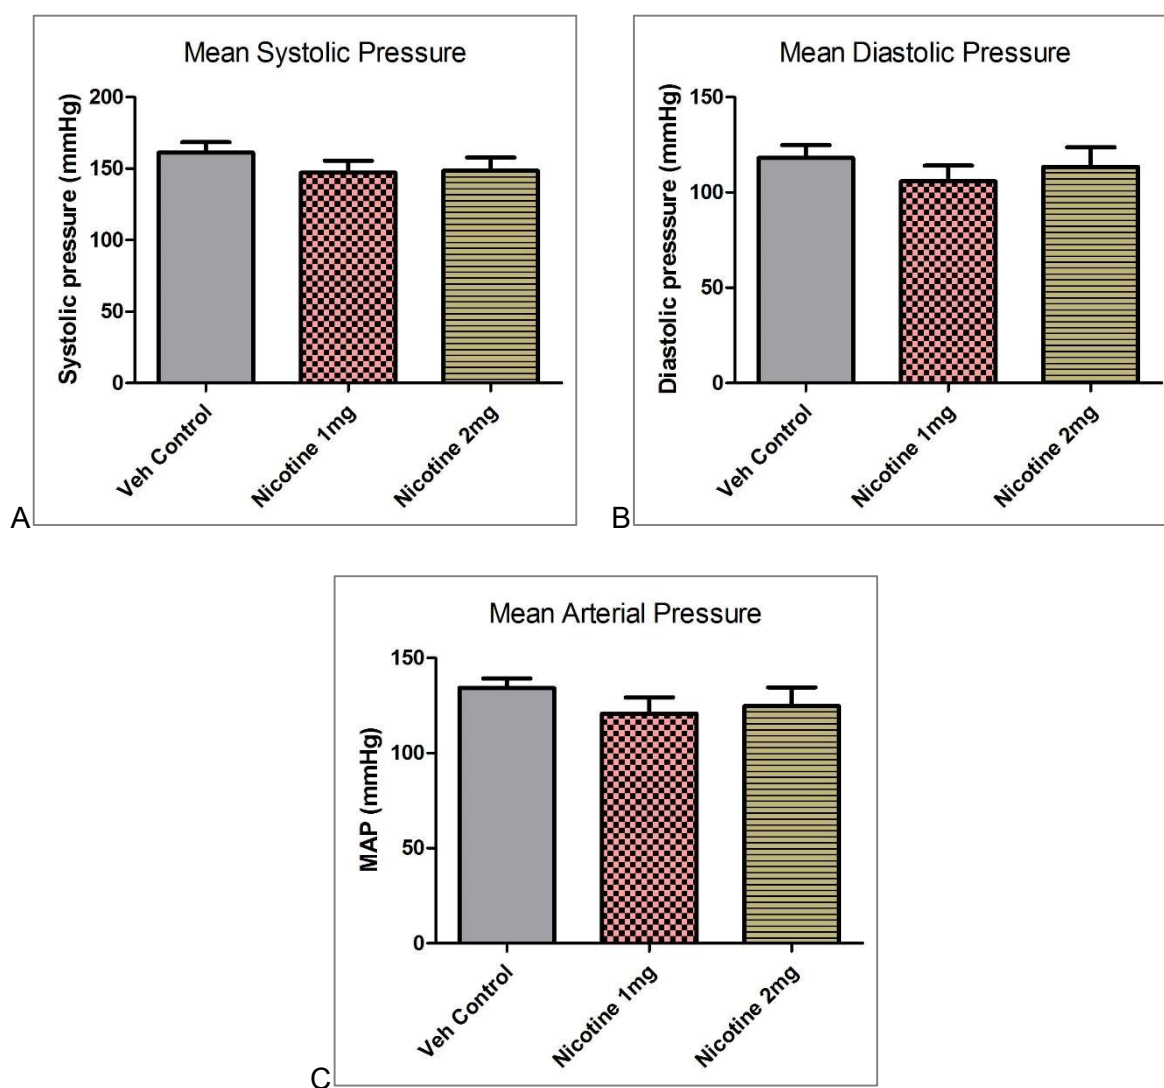 Mean Systolic Pressure
Systolic pressure (mmHg)
200
150
100
50
0
Veh Control
Nicotine 1mg
Nicotine 2mg
A
Mean Diastolic Pressure
Diastolic presssure (mmHg)
150
100
50
0
Veh Control
Nicotine 1mg
Nicotine 2mg
B
Mean Arterial Pressure
MAP (mmHg)
150
100
50
0
Veh Control
Nicotine 1mg
Nicotine 2mg
C